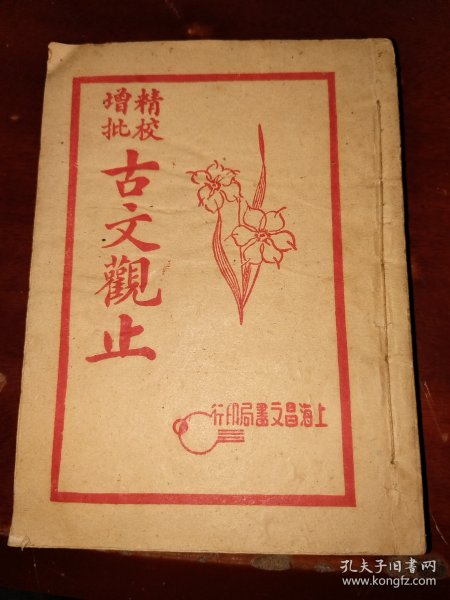 精校
增批
古文觀止
上海昌文書局印行
孔夫子旧书网
www.kongfz.com